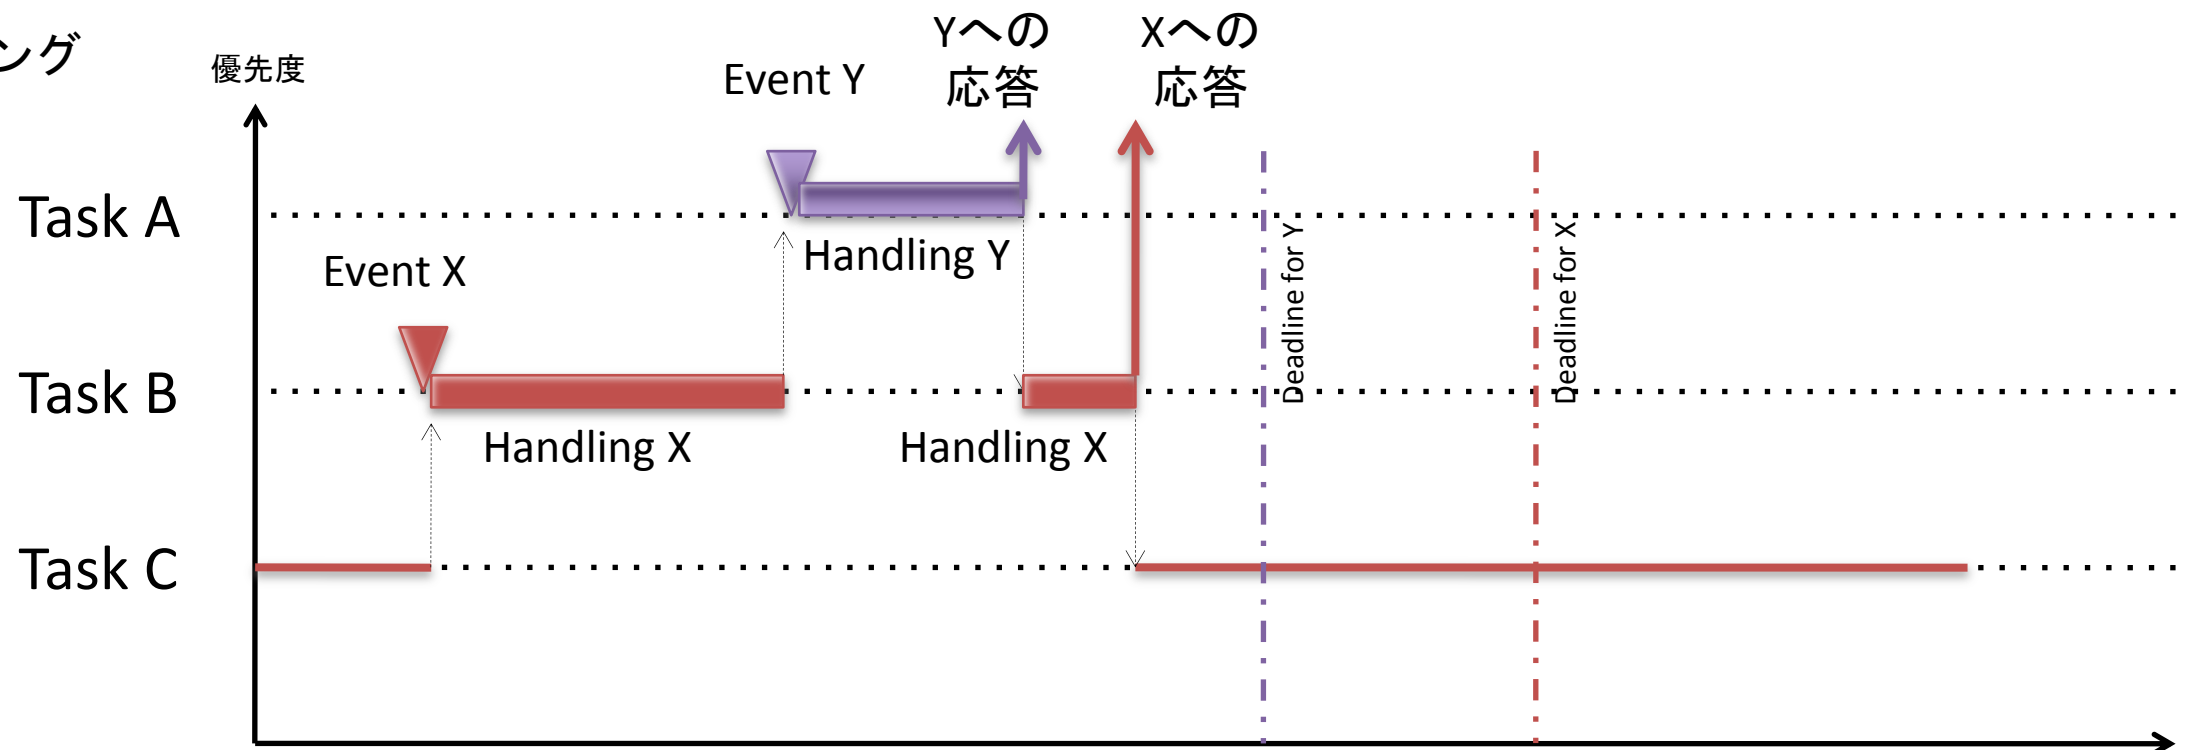 ング
優先度
Event Y
Yへの
応答
Xへの
応答
Task A
Handling Y
Event X
Deadline for Y
Deadline for X
Task B
Handling X
Handling X
Task C